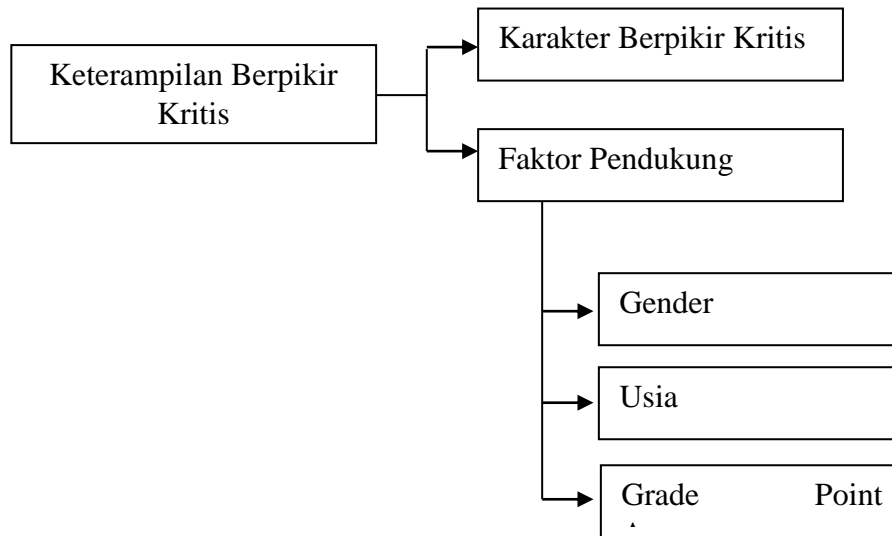 Karakter Berpikir Kritis
Keterampilan Berpikir
Kritis
Faktor Pendukung
Gender
Usia
Grade Point